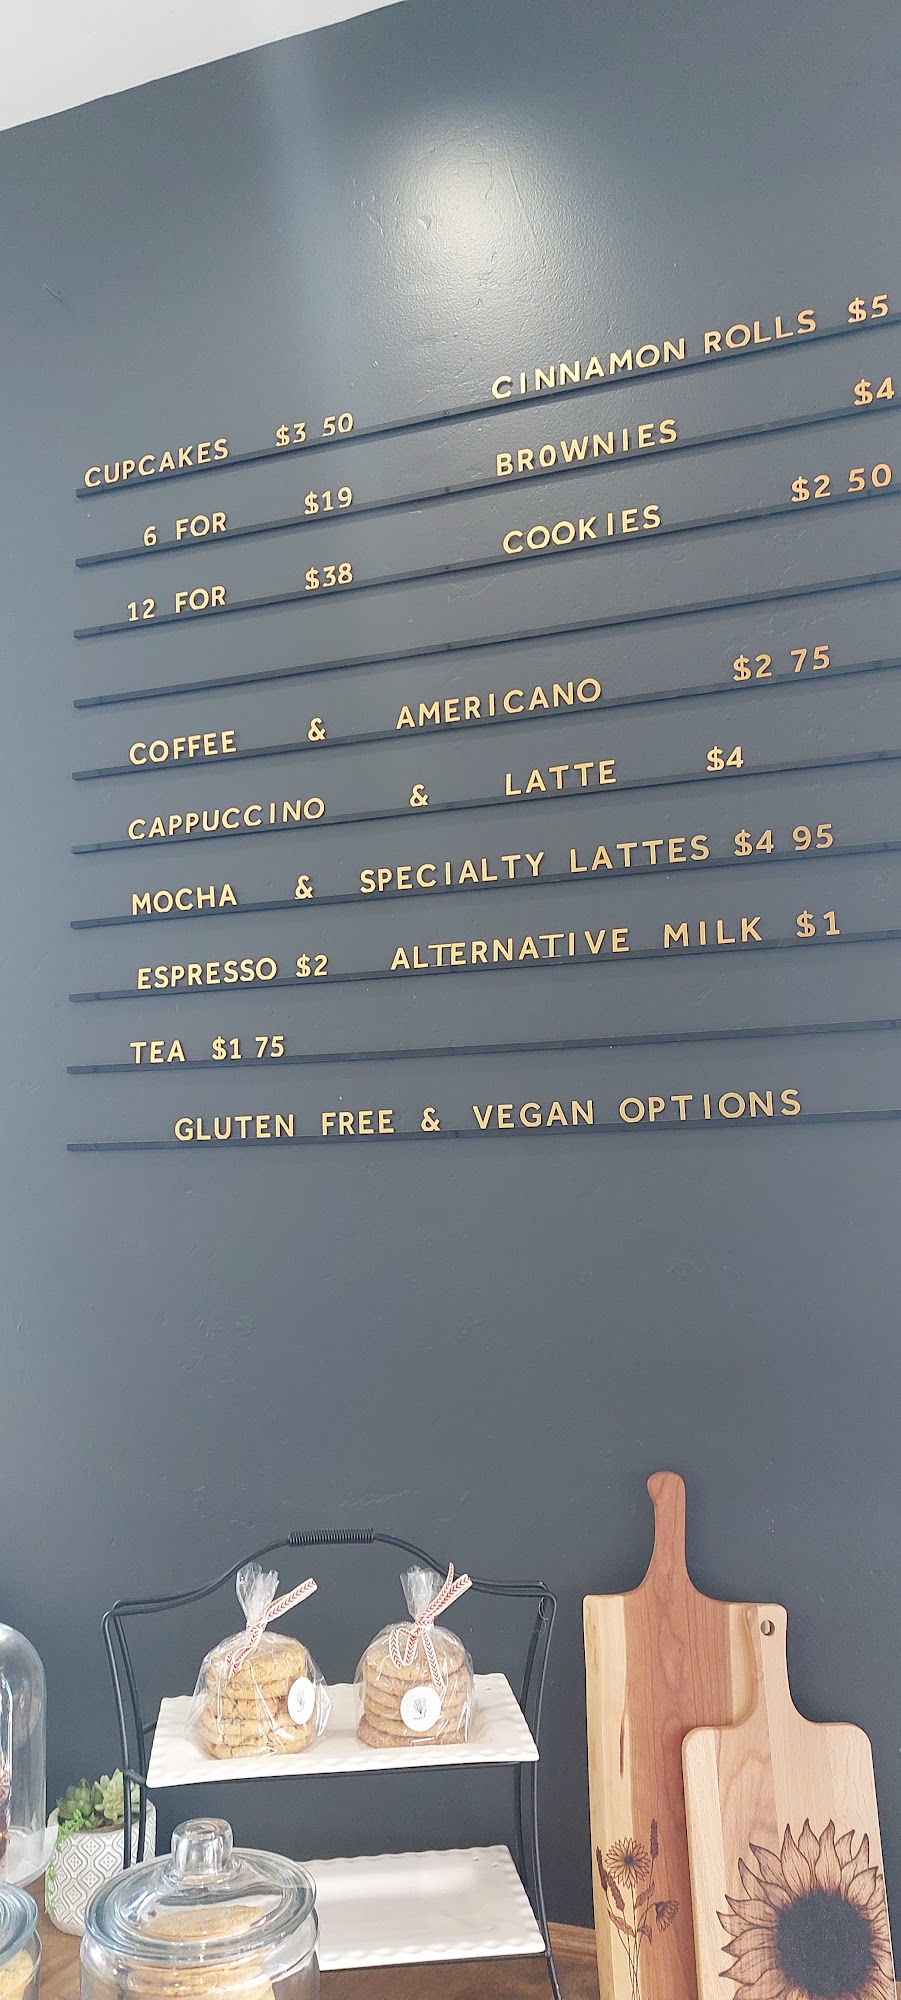 CUPCAKES $3 50 CINNAMON ROLLS $5
6 FOR $19 BROWNIES $4
12 FOR $38 COOKIES $2 50
COFFEE & AMERICANO $2 75
CAPPUCCINO & LATTE $4
MOCHA & SPECIALTY LATTES $4 95
ESPRESSO $2 ALTERNATIVE MILK $1
TEA $1 75
GLUTEN FREE & VEGAN OPTIONS